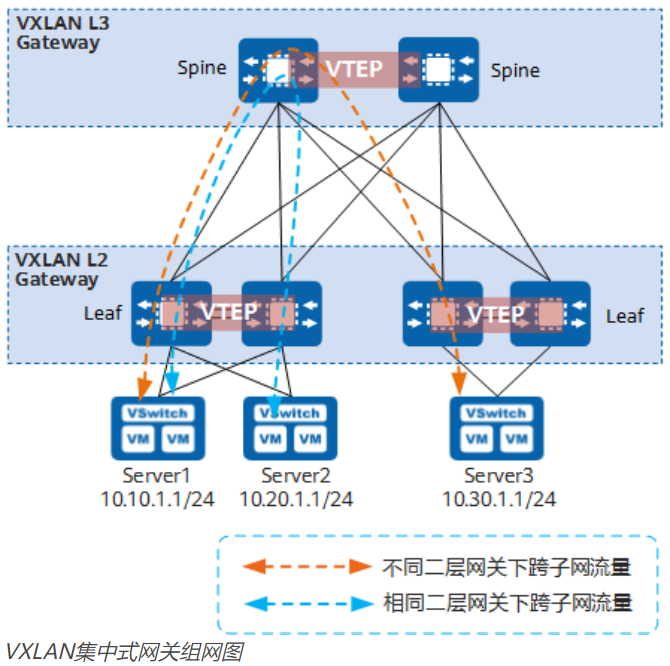 VXLAN L3
Gateway
Spine
VTEP
Spine
VXLAN L2
Gateway
Leaf
VTEP
VTEP
Leaf
VSwitch
VM VM
VSwitch
VM VM
VSwitch
VM VM
Server1
10.10.1.1/24
Server2
10.20.1.1/24
Server3
10.30.1.1/24
不同二层网关下跨子网流量
相同二层网关下跨子网流量
VXLAN集中式网关组网图